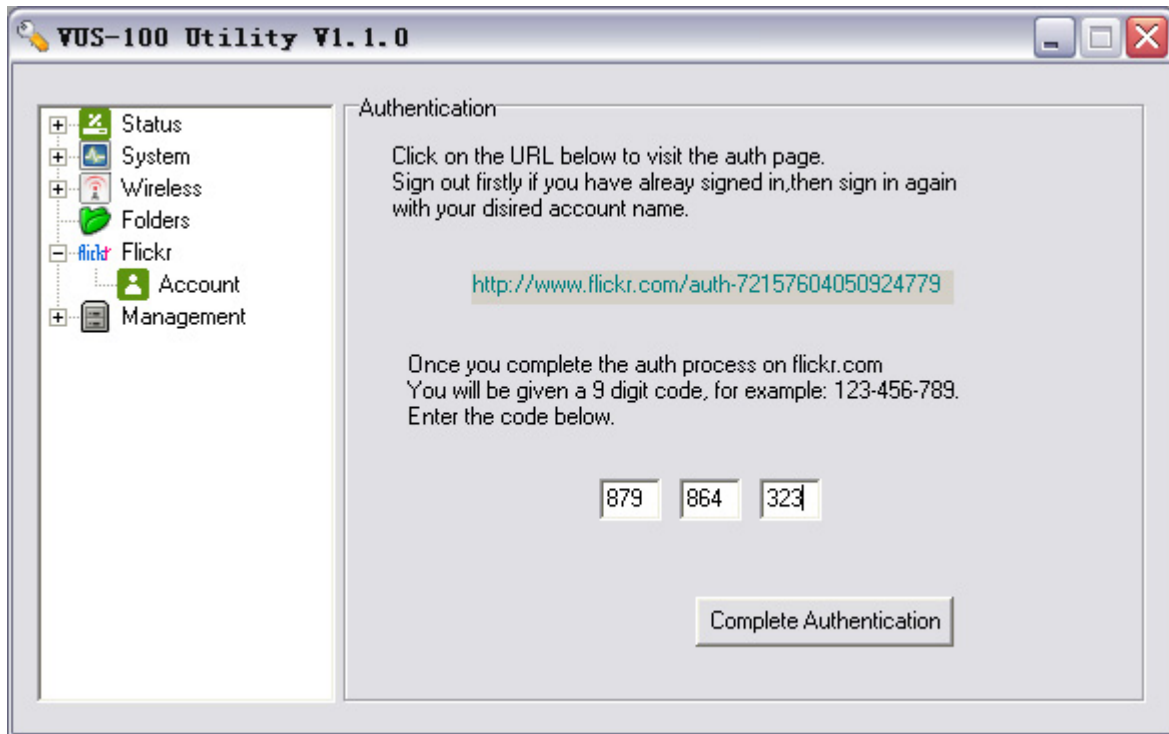 VUS-100 Utility V1.1.0
Status
System
Wireless
Folders
flickr Flickr
Account
Management
Authentication
Click on the URL below to visit the auth page.
Sign out firstly if you have alreay signed in,then sign in again
with your disired account name.
http://www.flickr.com/auth-72157604050924779
Once you complete the auth process on flickr.com
You will be given a 9 digit code, for example: 123-456-789.
Enter the code below.
879 864 323
Complete Authentication